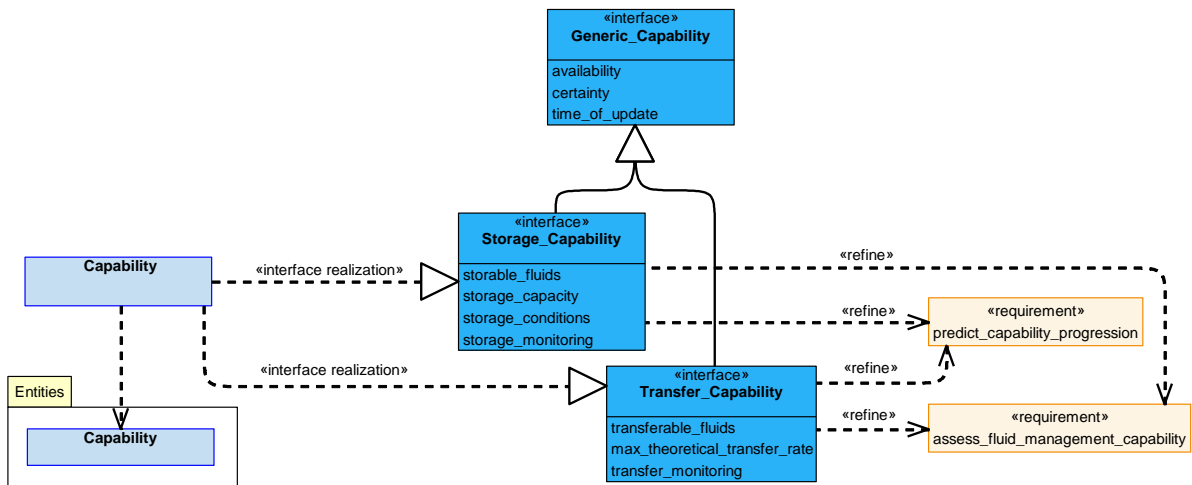 «interface»
Generic_Capability
availability
certainty
time_of_update
«interface»
Storage_Capability
storable_fluids
storage_capacity
storage_conditions
storage_monitoring
Capability
«interface realization»
«refine»
«refine»
«requirement»
predict_capability_progression
«interface realization»
«refine»
«interface»
Transfer_Capability
transferable_fluids
max_theoretical_transfer_rate
transfer_monitoring
«refine»
«requirement»
assess_fluid_management_capability
Entities
Capability